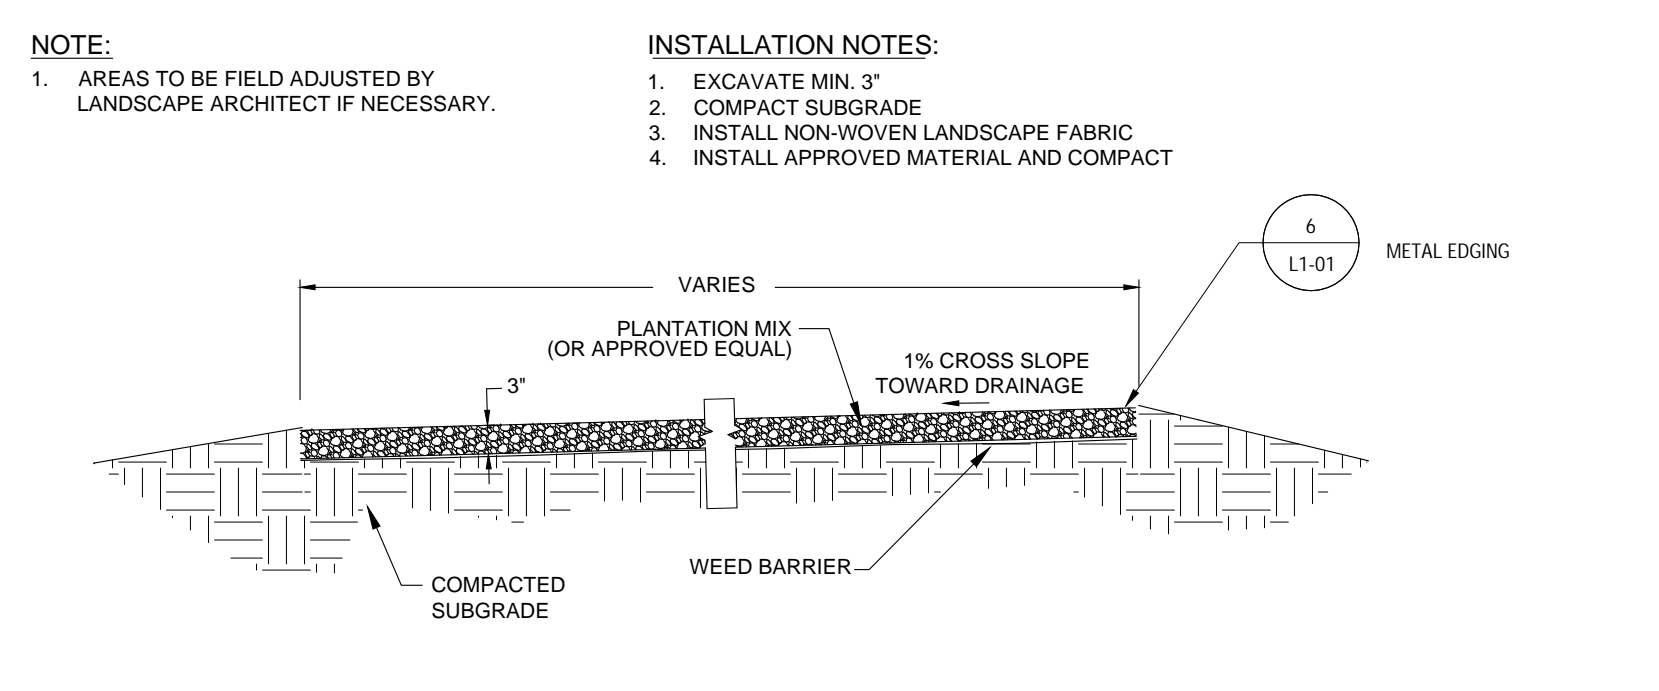 NOTE:
1. AREAS TO BE FIELD ADJUSTED BY
LANDSCAPE ARCHITECT IF NECESSARY.
INSTALLATION NOTES:
1. EXCAVATE MIN. 3"
2. COMPACT SUBGRADE
3. INSTALL NON-WOVEN LANDSCAPE FABRIC
4. INSTALL APPROVED MATERIAL AND COMPACT
6
L1-01
METAL EDGING
VARIES
PLANTATION MIX
(OR APPROVED EQUAL)
1% CROSS SLOPE
TOWARD DRAINAGE
3"
WEED BARRIER
COMPACTED
SUBGRADE